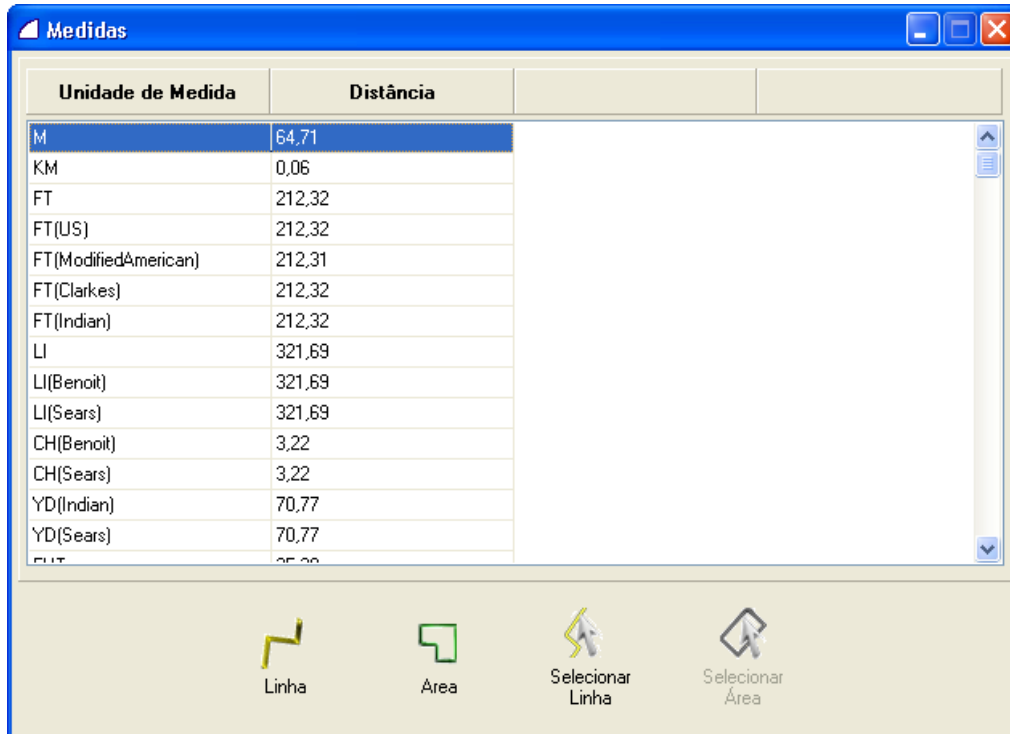 Medidas
Unidade de Medida Distância
M 64,71
KM 0,06
FT 212,32
FT(US) 212,32
FT(ModifiedAmerican) 212,31
FT(Clarkes) 212,32
FT(Indian) 212,32
LI 321,69
LI(Benoit) 321,69
LI(Sears) 321,69
CH(Benoit) 3,22
CH(Sears) 3,22
YD(Indian) 70,77
YD(Sears) 70,77
Linha Area Selecionar Linha Selecionar Área